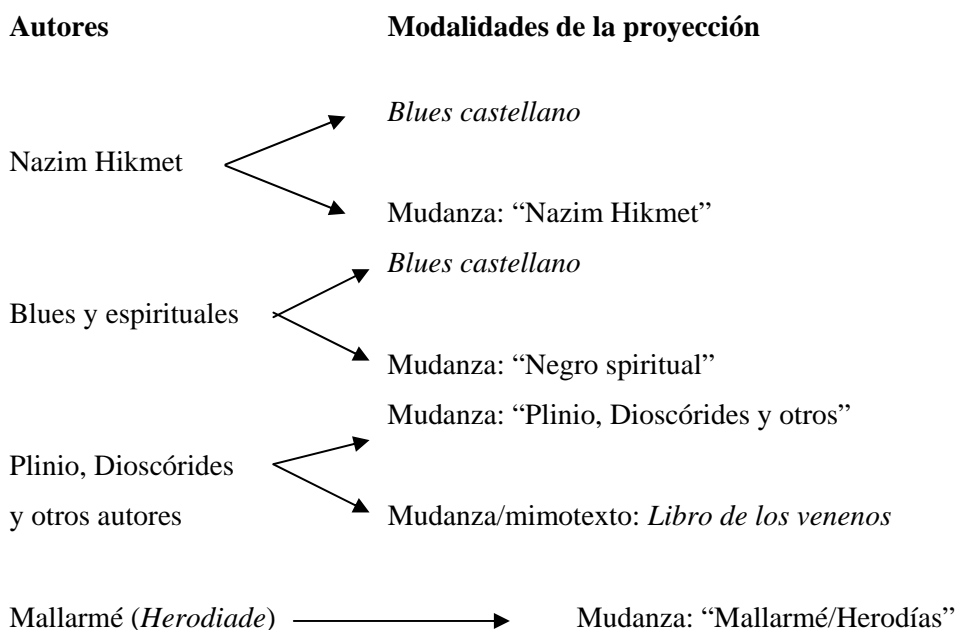 Autores Modalidades de la proyección
Blues castellano
Nazim Hikmet
Mudanza: “Nazim Hikmet”
Blues castellano
Blues y espirituales
Mudanza: “Negro spiritual”
Mudanza: “Plinio, Dioscórides y otros”
Plinio, Dioscórides
y otros autores Mudanza/mimotexto: Libro de los venenos
Mallarmé (Herodiade) Mudanza: “Mallarmé/Herodías”